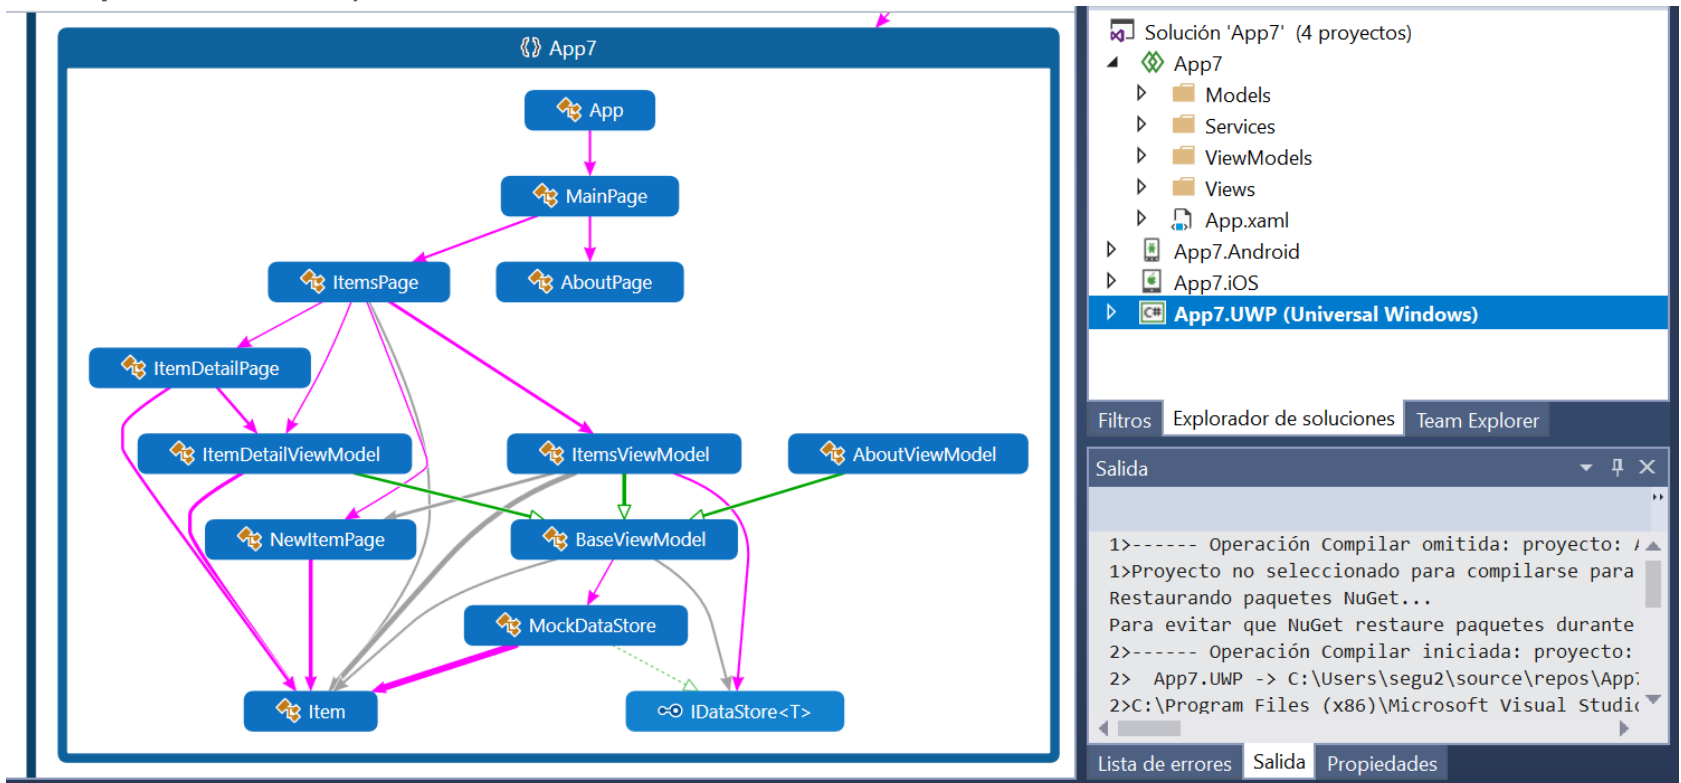 App7
App
MainPage
ItemsPage
AboutPage
ItemDetailPage
ItemDetailViewModel
ItemsViewModel
AboutViewModel
NewItemPage
BaseViewModel
MockDataStore
Item
IDataStore<T>
Solución 'App7' (4 proyectos)
App7
Models
Services
ViewModels
Views
App.xaml
App7.Android
App7.iOS
C# App7.UWP (Universal Windows)
Filtros Explorador de soluciones Team Explorer
Salida
1>------ Operación Compilar omitida: proyecto:
1>Proyecto no seleccionado para compilarse para
Restaurando paquetes NuGet...
Para evitar que NuGet restaure paquetes durante
2>------ Operación Compilar iniciada: proyecto:
2> App7.UWP -> C:\Users\segu2\source\repos\App7
2>C:\Program Files (x86)\Microsoft Visual Studio
Lista de errores Salida Propiedades